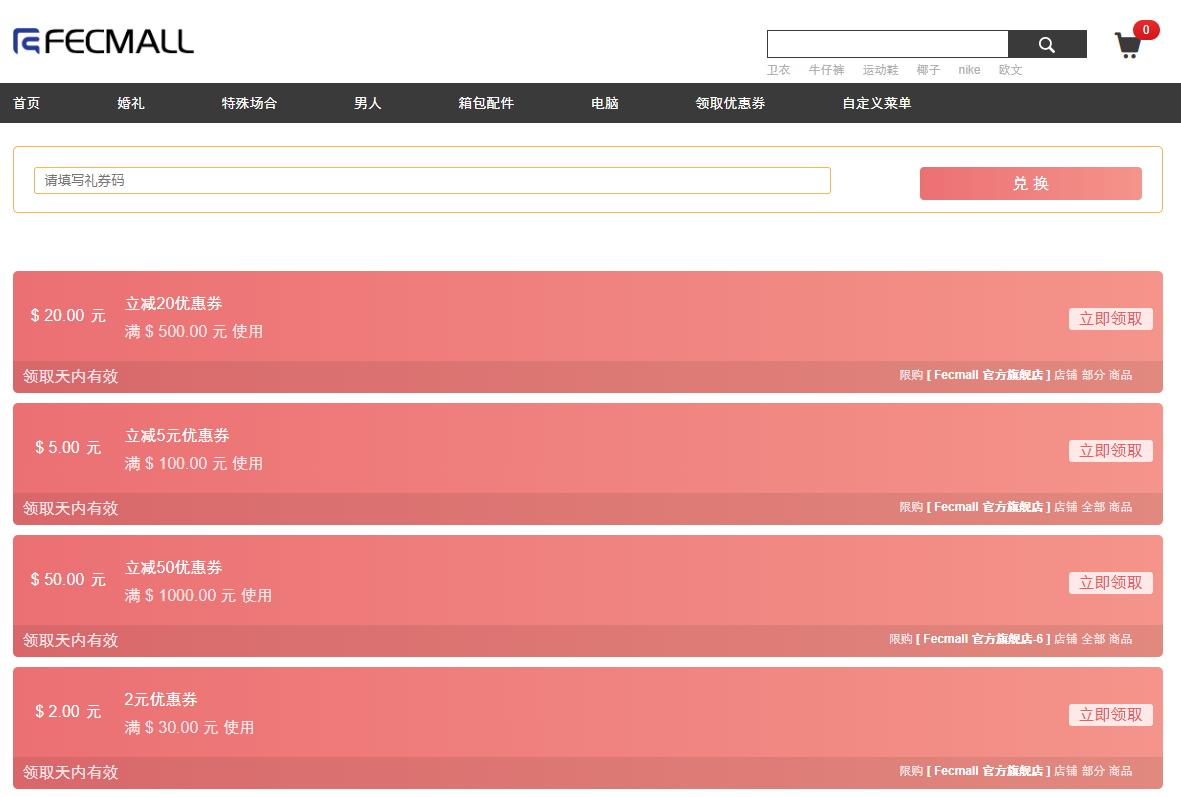 FECMALL
0
卫衣 牛仔裤 运动鞋 椰子 nike 欧文
首页 婚礼 特殊场合 男人 箱包配件 电脑 领取优惠券 自定义菜单
请填写礼券码 兑 换
立减20优惠券
$ 20.00 元
满 $ 500.00 元 使用
立即领取
领取天内有效 限购 [ Fecmall 官方旗舰店 ] 店铺 部分 商品
立减5元优惠券
$ 5.00 元
满 $ 100.00 元 使用
立即领取
领取天内有效 限购 [ Fecmall 官方旗舰店 ] 店铺 全部 商品
立减50优惠券
$ 50.00 元
满 $ 1000.00 元 使用
立即领取
领取天内有效 限购 [ Fecmall 官方旗舰店-6 ] 店铺 全部 商品
2元优惠券
$ 2.00 元
满 $ 30.00 元 使用
立即领取
领取天内有效 限购 [ Fecmall 官方旗舰店 ] 店铺 部分 商品